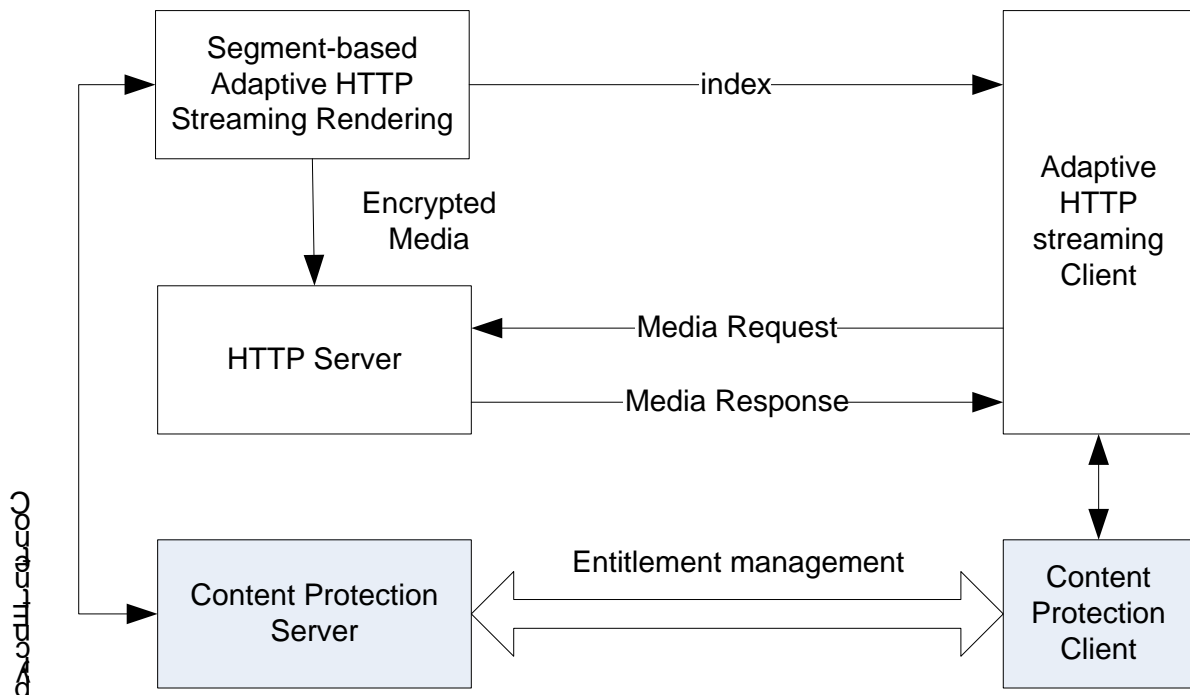 Segment-based
Adaptive HTTP
Streaming Rendering
index
Adaptive
HTTP
streaming
Client
Encrypted
Media
Media Request
HTTP Server
Media Response
Entitlement management
Content Protection
Server
Content
Protection
Client